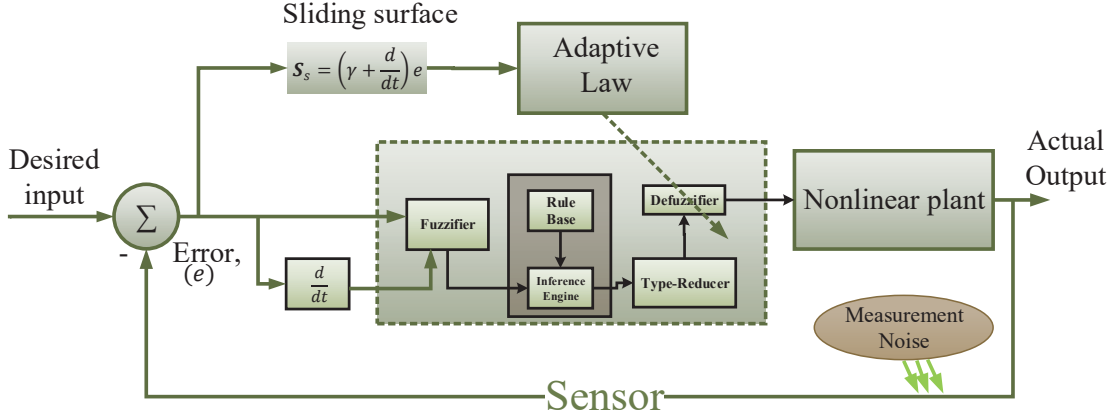 Sliding surface
𝑺ₛ = (γ + d/dt) e
Adaptive
Law
Desired
input
Σ
-
Error,
(e)
d/dt
Fuzzifier
Rule
Base
Inference
Engine
Defuzzifier
Type-Reducer
Nonlinear plant
Actual
Output
Measurement
Noise
Sensor